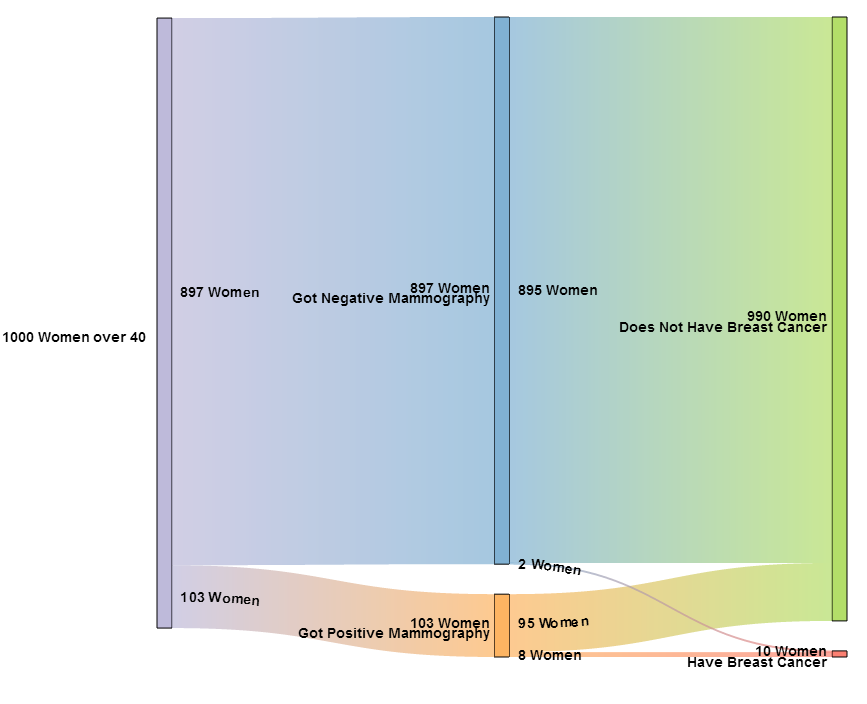 1000 Women over 40
897 Women
103 Women
897 Women
Got Negative Mammography
103 Women
Got Positive Mammography
895 Women
2 Women
95 Women
8 Women
990 Women
Does Not Have Breast Cancer
10 Women
Have Breast Cancer